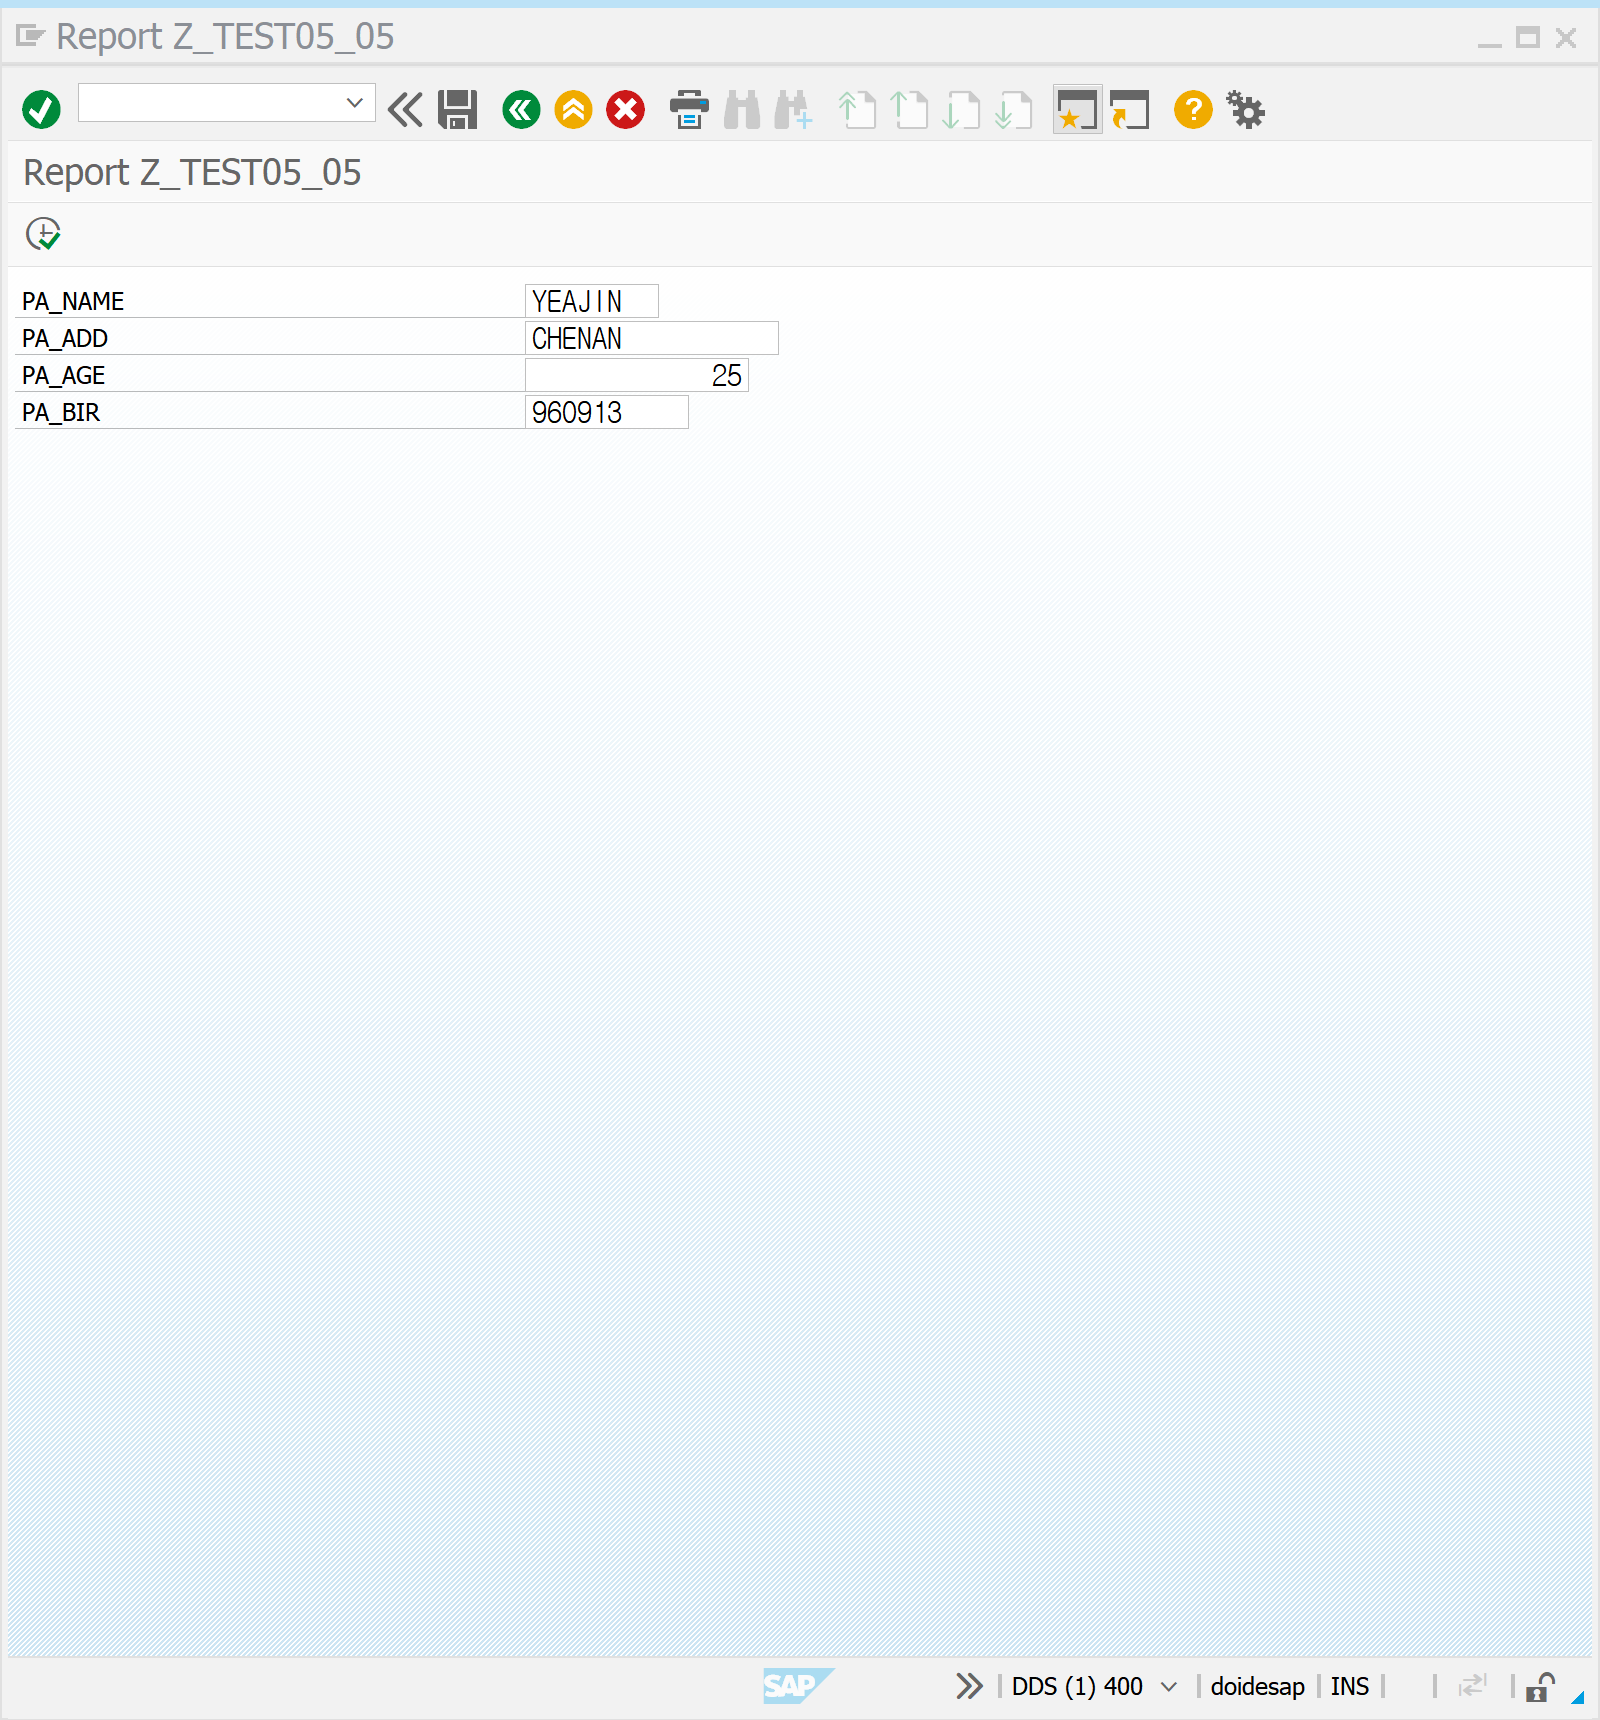 Report Z_TEST05_05
Report Z_TEST05_05
PA_NAME YEAJIN
PA_ADD CHENAN
PA_AGE 25
PA_BIR 960913
SAP DDS (1) 400 doidesap INS